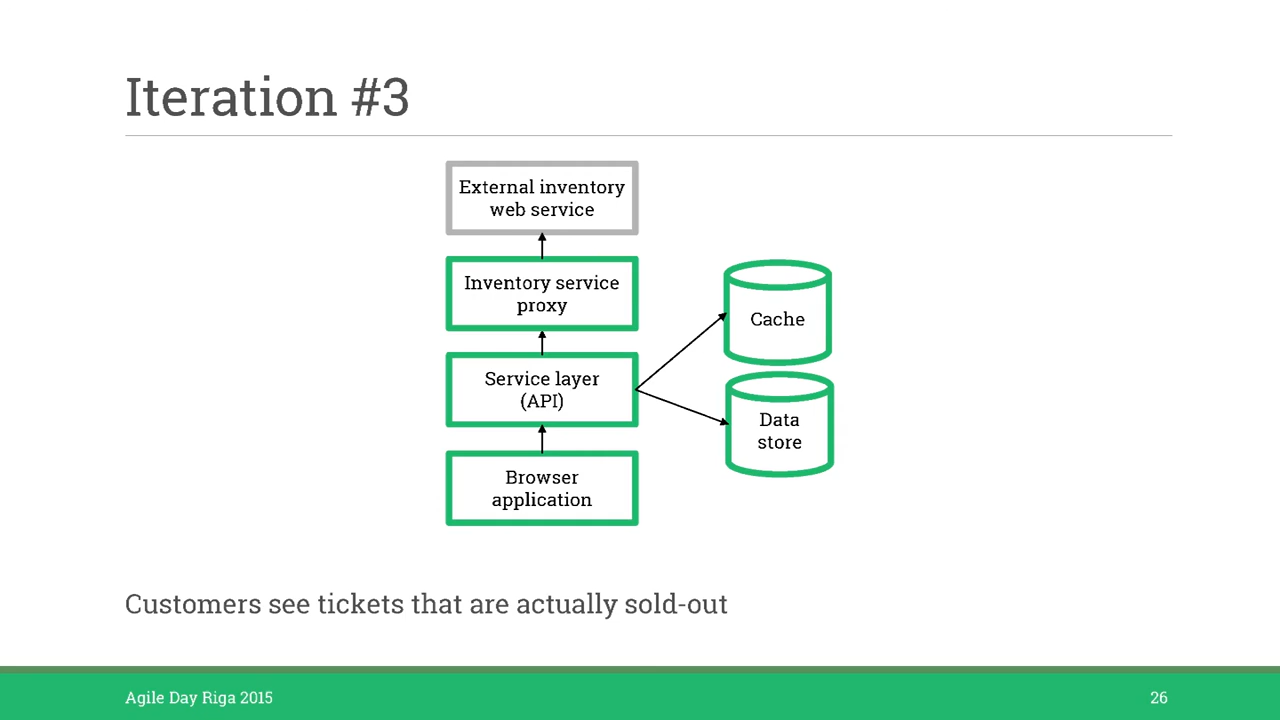 Iteration #3
External inventory
web service
Inventory service
proxy
Cache
Service layer
(API)
Data
store
Browser
application
Customers see tickets that are actually sold-out
Agile Day Riga 2015
26